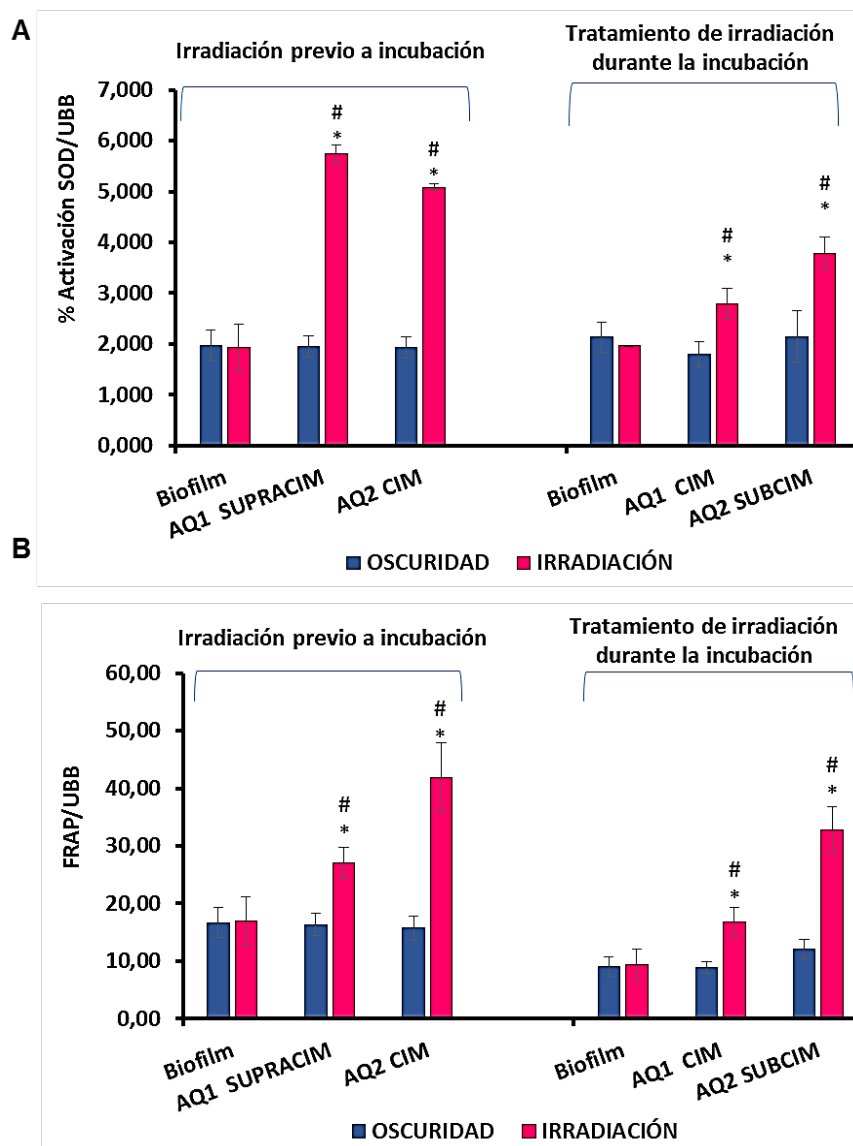 A
Irradiación previo a incubación
Tratamiento de irradiación
durante la incubación
% Activación SOD/UBB
7,000
6,000
5,000
4,000
3,000
2,000
1,000
0,000
#
*
#
*
#
*
#
*
Biofilm
AQ1 SUPRACIM
AQ2 CIM
Biofilm
AQ1 CIM
AQ2 SUBCIM
OSCURIDAD
IRRADIACIÓN
B
Irradiación previo a incubación
Tratamiento de irradiación
durante la incubación
FRAP/UBB
60,00
50,00
40,00
30,00
20,00
10,00
0,00
#
*
#
*
#
*
#
*
Biofilm
AQ1 SUPRACIM
AQ2 CIM
Biofilm
AQ1 CIM
AQ2 SUBCIM
OSCURIDAD
IRRADIACIÓN